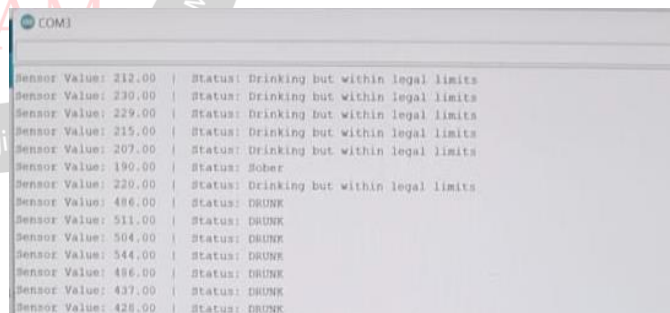 COM3
Sensor Value: 212.00 | Status: Drinking but within legal limits
Sensor Value: 230.00 | Status: Drinking but within legal limits
Sensor Value: 229.00 | Status: Drinking but within legal limits
Sensor Value: 215.00 | Status: Drinking but within legal limits
Sensor Value: 207.00 | Status: Drinking but within legal limits
Sensor Value: 190.00 | Status: Sober
Sensor Value: 220.00 | Status: Drinking but within legal limits
Sensor Value: 486.00 | Status: DRUNK
Sensor Value: 511.00 | Status: DRUNK
Sensor Value: 504.00 | Status: DRUNK
Sensor Value: 544.00 | Status: DRUNK
Sensor Value: 486.00 | Status: DRUNK
Sensor Value: 437.00 | Status: DRUNK
Sensor Value: 428.00 | Status: DRUNK